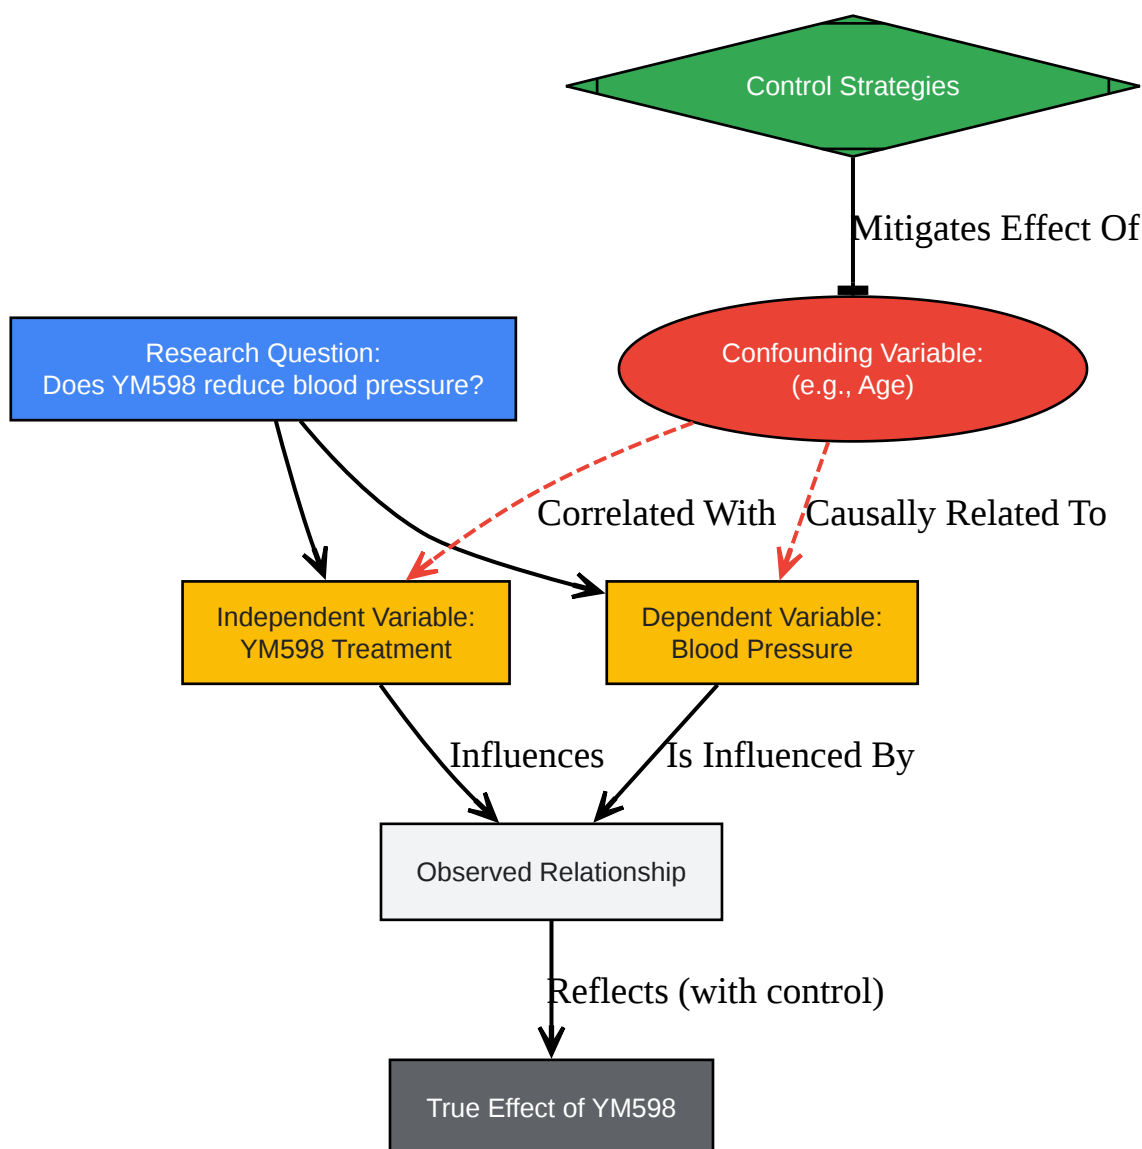 Control Strategies
Mitigates Effect Of
Research Question:
Does YM598 reduce blood pressure?
Confounding Variable:
(e.g., Age)
Correlated With
Causally Related To
Independent Variable:
YM598 Treatment
Dependent Variable:
Blood Pressure
Influences
Is Influenced By
Observed Relationship
Reflects (with control)
True Effect of YM598